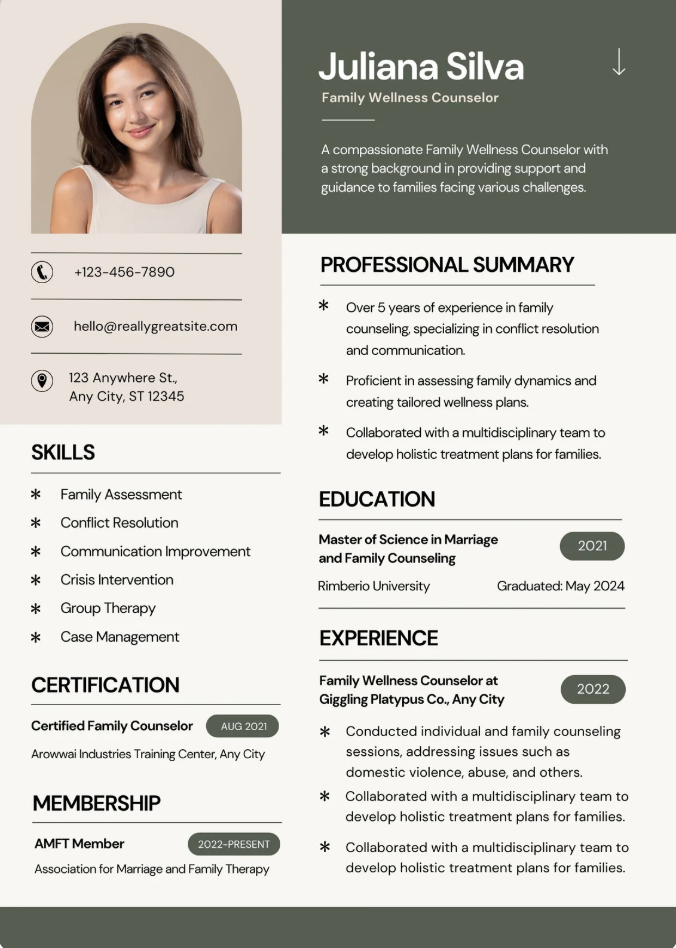 Juliana Silva
Family Wellness Counselor
A compassionate Family Wellness Counselor with
a strong background in providing support and
guidance to families facing various challenges.
+123-456-7890
hello@reallygreatsite.com
123 Anywhere St.,
Any City, ST 12345
SKILLS
Family Assessment
Conflict Resolution
Communication Improvement
Crisis Intervention
Group Therapy
Case Management
CERTIFICATION
Certified Family Counselor AUG 2021
Arowwai Industries Training Center, Any City
MEMBERSHIP
AMFT Member 2022-PRESENT
Association for Marriage and Family Therapy
PROFESSIONAL SUMMARY
Over 5 years of experience in family
counseling, specializing in conflict resolution
and communication.
Proficient in assessing family dynamics and
creating tailored wellness plans.
Collaborated with a multidisciplinary team to
develop holistic treatment plans for families.
EDUCATION
Master of Science in Marriage
and Family Counseling
2021
Rimberio University Graduated: May 2024
EXPERIENCE
Family Wellness Counselor at
Giggling Platypus Co., Any City
2022
Conducted individual and family counseling
sessions, addressing issues such as
domestic violence, abuse, and others.
Collaborated with a multidisciplinary team to
develop holistic treatment plans for families.
Collaborated with a multidisciplinary team to
develop holistic treatment plans for families.